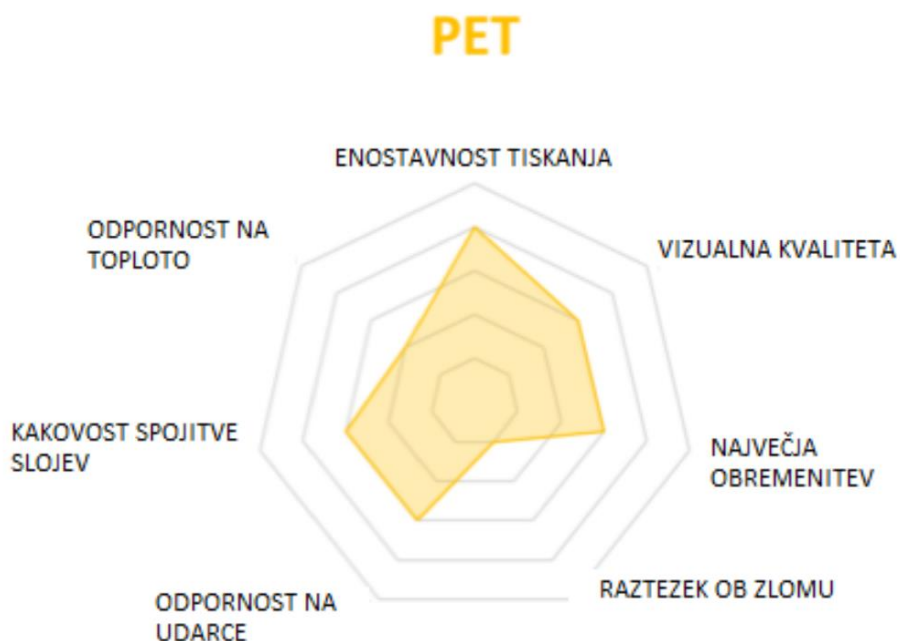 PET
ENOSTAVNOST TISKANJA
VIZUALNA KVALITETA
NAJVEČJA
OBREMENITEV
RAZTEZEK OB ZLOMU
ODPORNOST NA
UDARCE
KAKOVOST SPOJITVE
SLOJEV
ODPORNOST NA
TOPLOTO